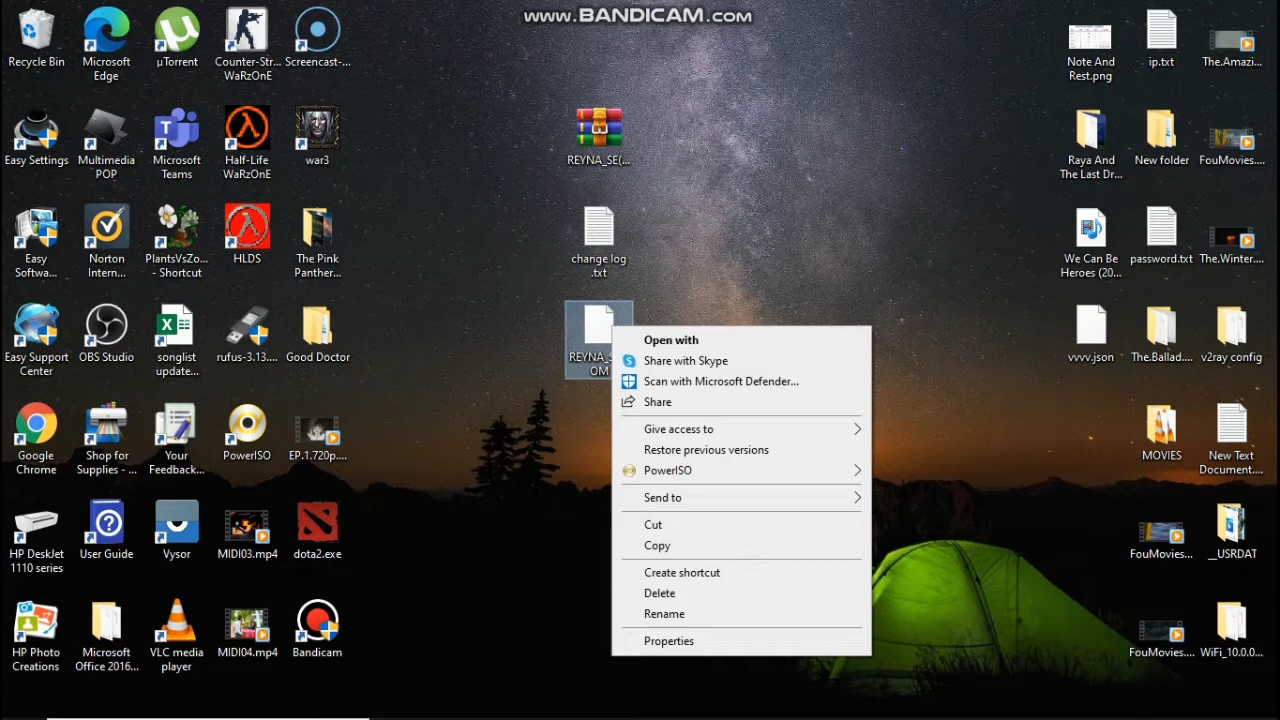 www.BANDICAM.com
Recycle Bin
Microsoft
Edge
µTorrent
Counter-Str...
WaRzOnE
Screencast-...
Easy Settings
Multimedia
POP
Microsoft
Teams
Half-Life
WaRzOnE
war3
Easy
Softwa...
Norton
Intern...
PlantsVsZo...
- Shortcut
HLDS
The Pink
Panther...
Easy Support
Center
OBS Studio
songlist
update...
rufus-3.13....
Good Doctor
Google
Chrome
Shop for
Supplies - ...
Your
Feedback...
PowerISO
EP.1.720p....
HP DeskJet
1110 series
User Guide
Vysor
MIDI03.mp4
dota2.exe
HP Photo
Creations
Microsoft
Office 2016...
VLC media
player
MIDI04.mp4
Bandicam
REYNA_SE(...
change log
.txt
REYNA_S
OM
Open with
Share with Skype
Scan with Microsoft Defender...
Share
Give access to
Restore previous versions
PowerISO
Send to
Cut
Copy
Create shortcut
Delete
Rename
Properties
Note And
Rest.png
ip.txt
The.Amazi...
Raya And
The Last Dr...
New folder
FouMovies....
We Can Be
Heroes (20...
password.txt
The.Winter....
vvvv.json
The.Ballad....
v2ray config
MOVIES
New Text
Document....
FouMovies...
__USRDAT
FouMovies....
WiFi_10.0.0...